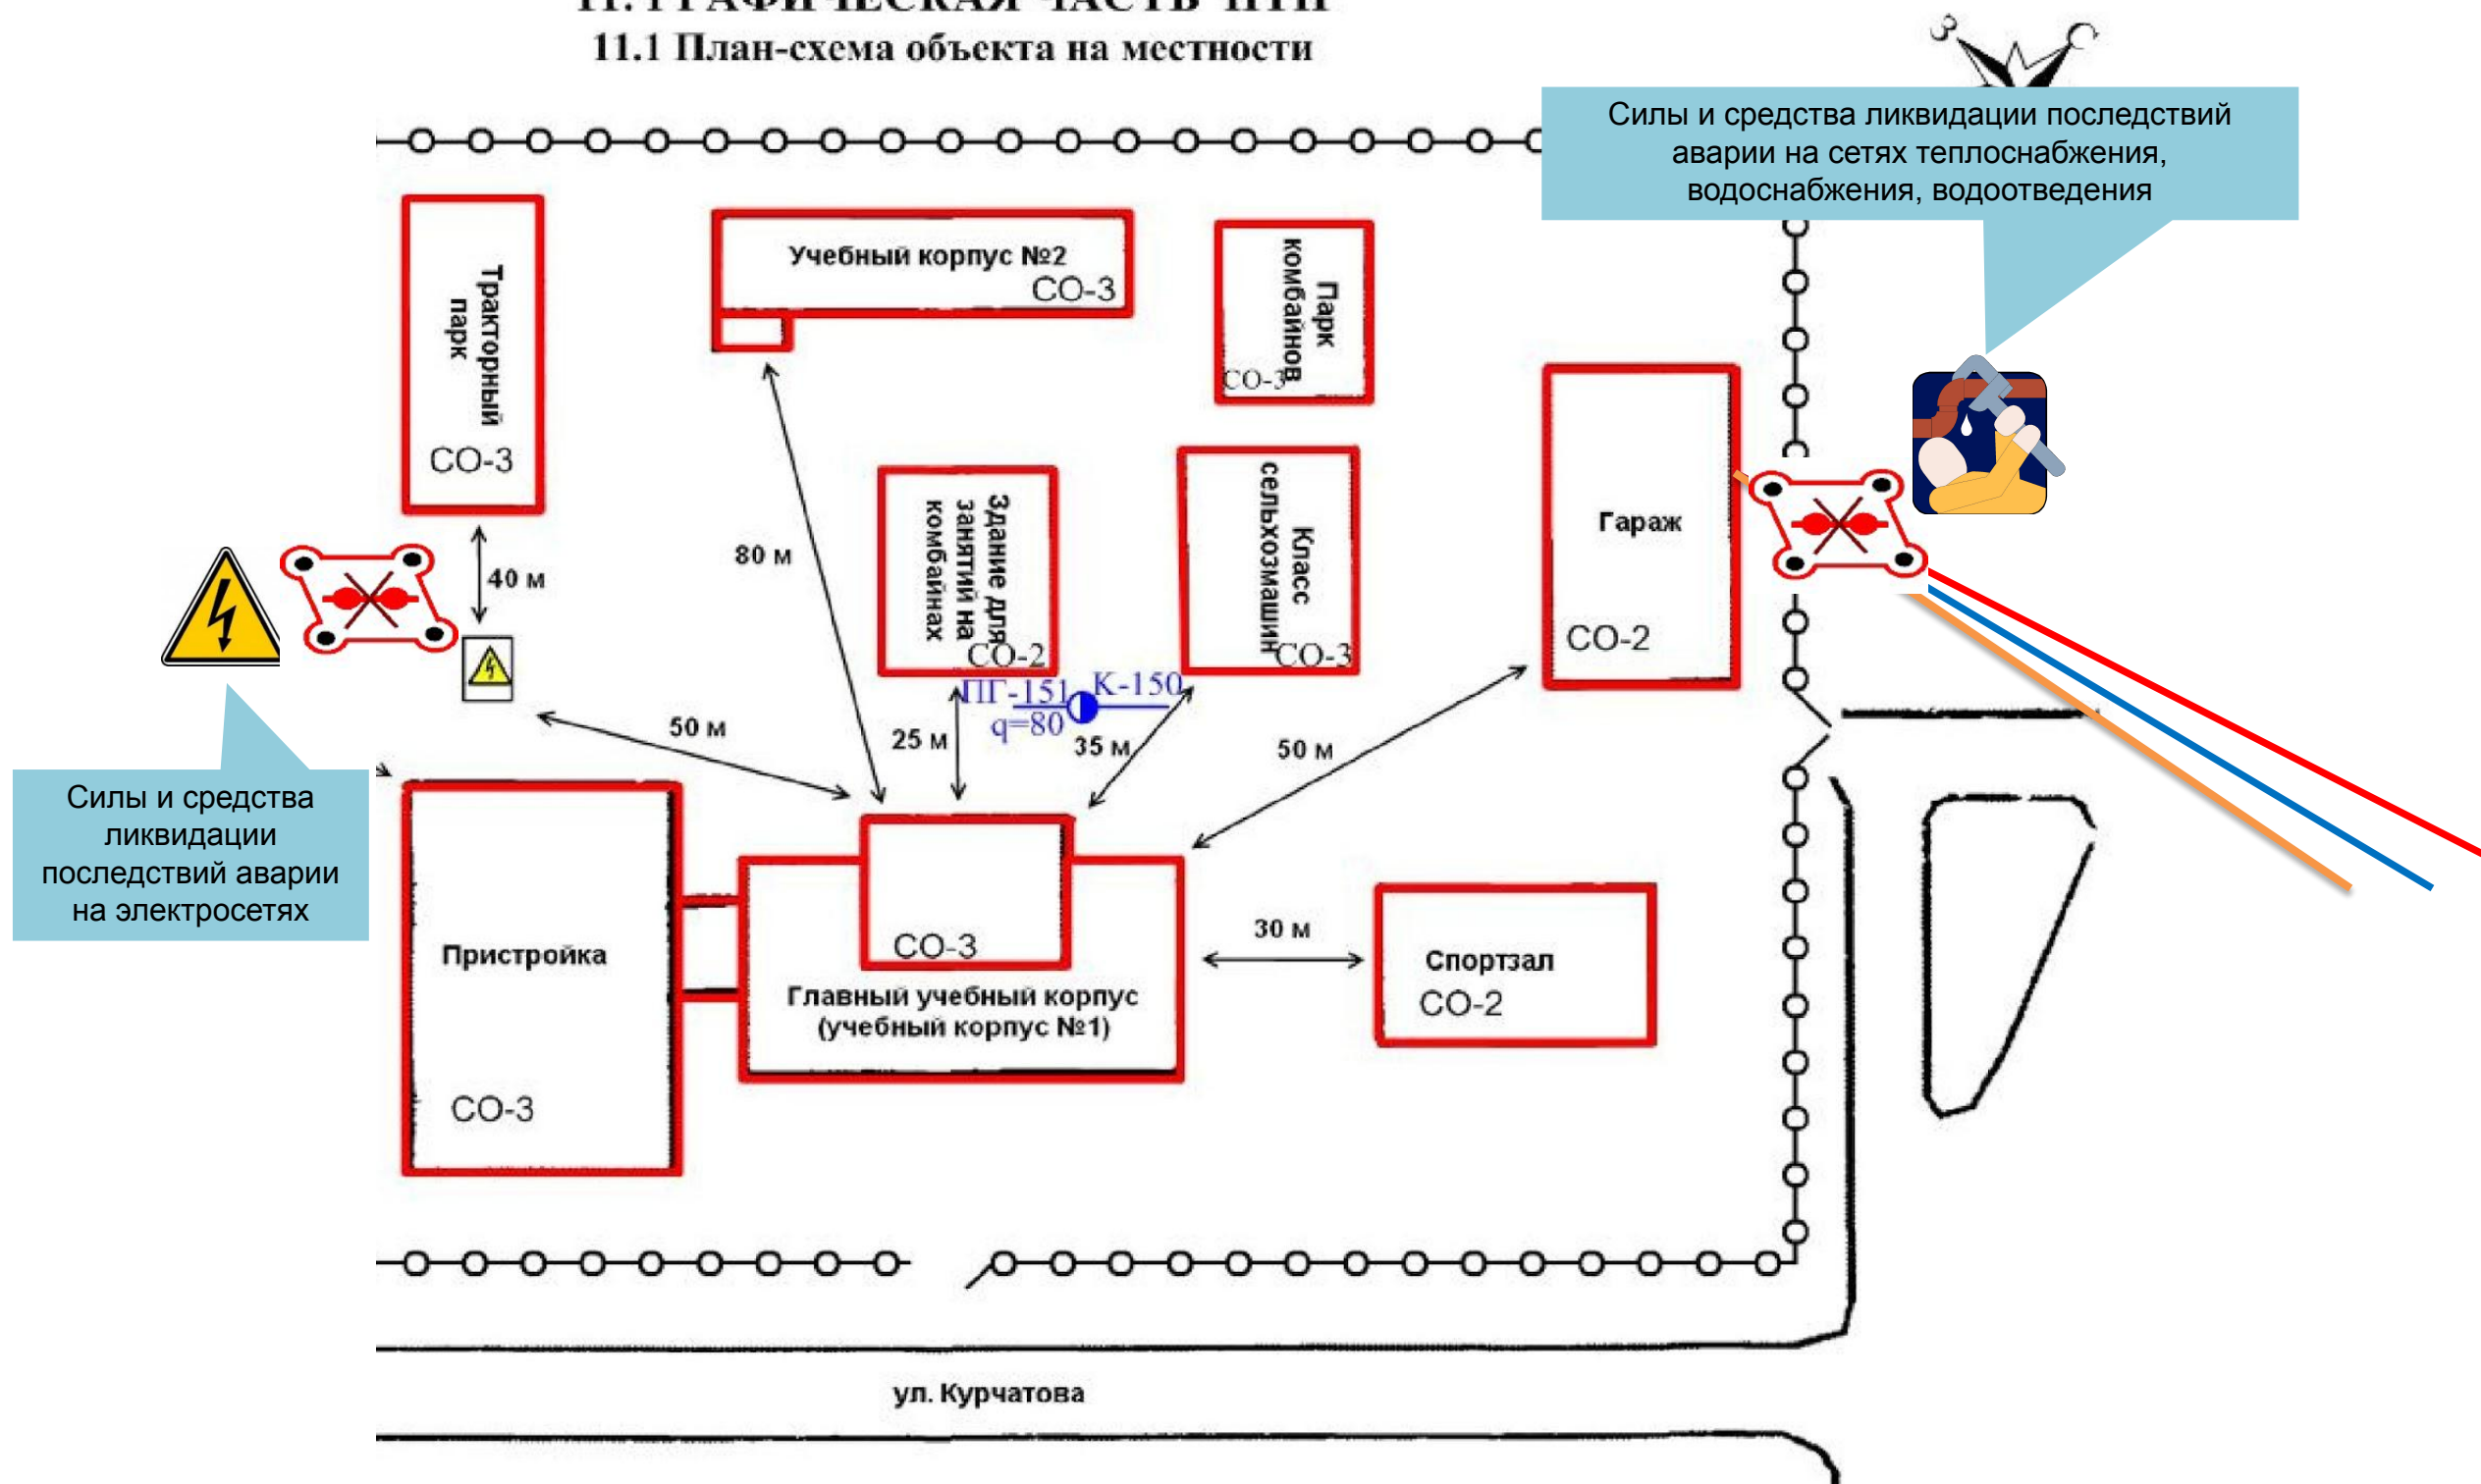 11. ГРАФИЧЕСКАЯ ЧАСТЬ ПТП
11.1 План-схема объекта на местности
З
С
Силы и средства ликвидации последствий
аварии на сетях теплоснабжения,
водоснабжения, водоотведения
Тракторный
парк
СО-3
Учебный корпус №2
СО-3
Парк
комбайнов
СО-3
Здание для
занятий на
комбайнах
СО-2
Класс
сельхозмашин
СО-3
Гараж
СО-2
40 м
80 м
ПГ-151 К-150
q=80
50 м
25 м
35 м
50 м
Силы и средства
ликвидации
последствий аварии
на электросетях
Пристройка
СО-3
СО-3
Главный учебный корпус
(учебный корпус №1)
30 м
Спортзал
СО-2
ул. Курчатова